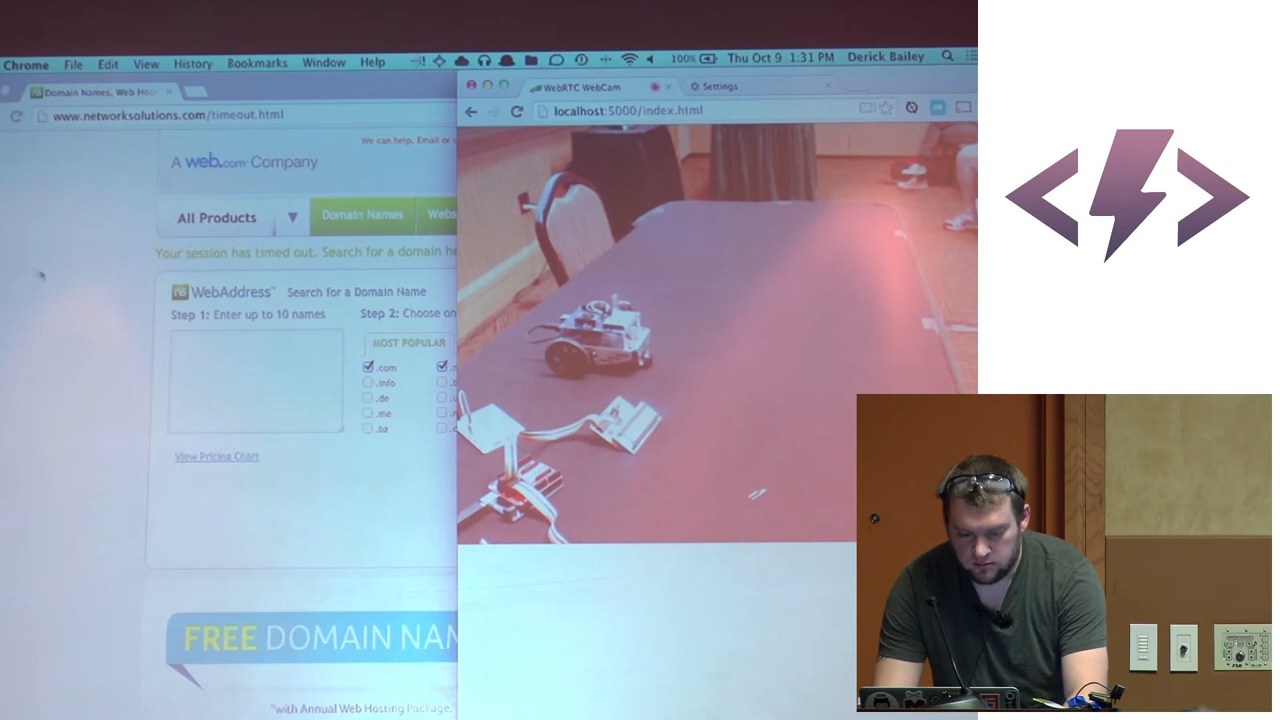 Chrome File Edit View History Bookmarks Window Help
100% Thu Oct 9 1:31 PM Derick Bailey
Domain Names, Web Hos
www.networksolutions.com/timeout.html
WebRTC WebCam
Settings
localhost:5000/index.html
We can help. Email or
A web.com Company
All Products
Domain Names
Webs
Your session has timed out. Search for a domain he
WebAddress™ Search for a Domain Name
Step 1: Enter up to 10 names
Step 2: Choose on
MOST POPULAR
.com
.info
.de
.me
.bz
View Pricing Chart
FREE DOMAIN NAM
*with Annual Web Hosting Package.